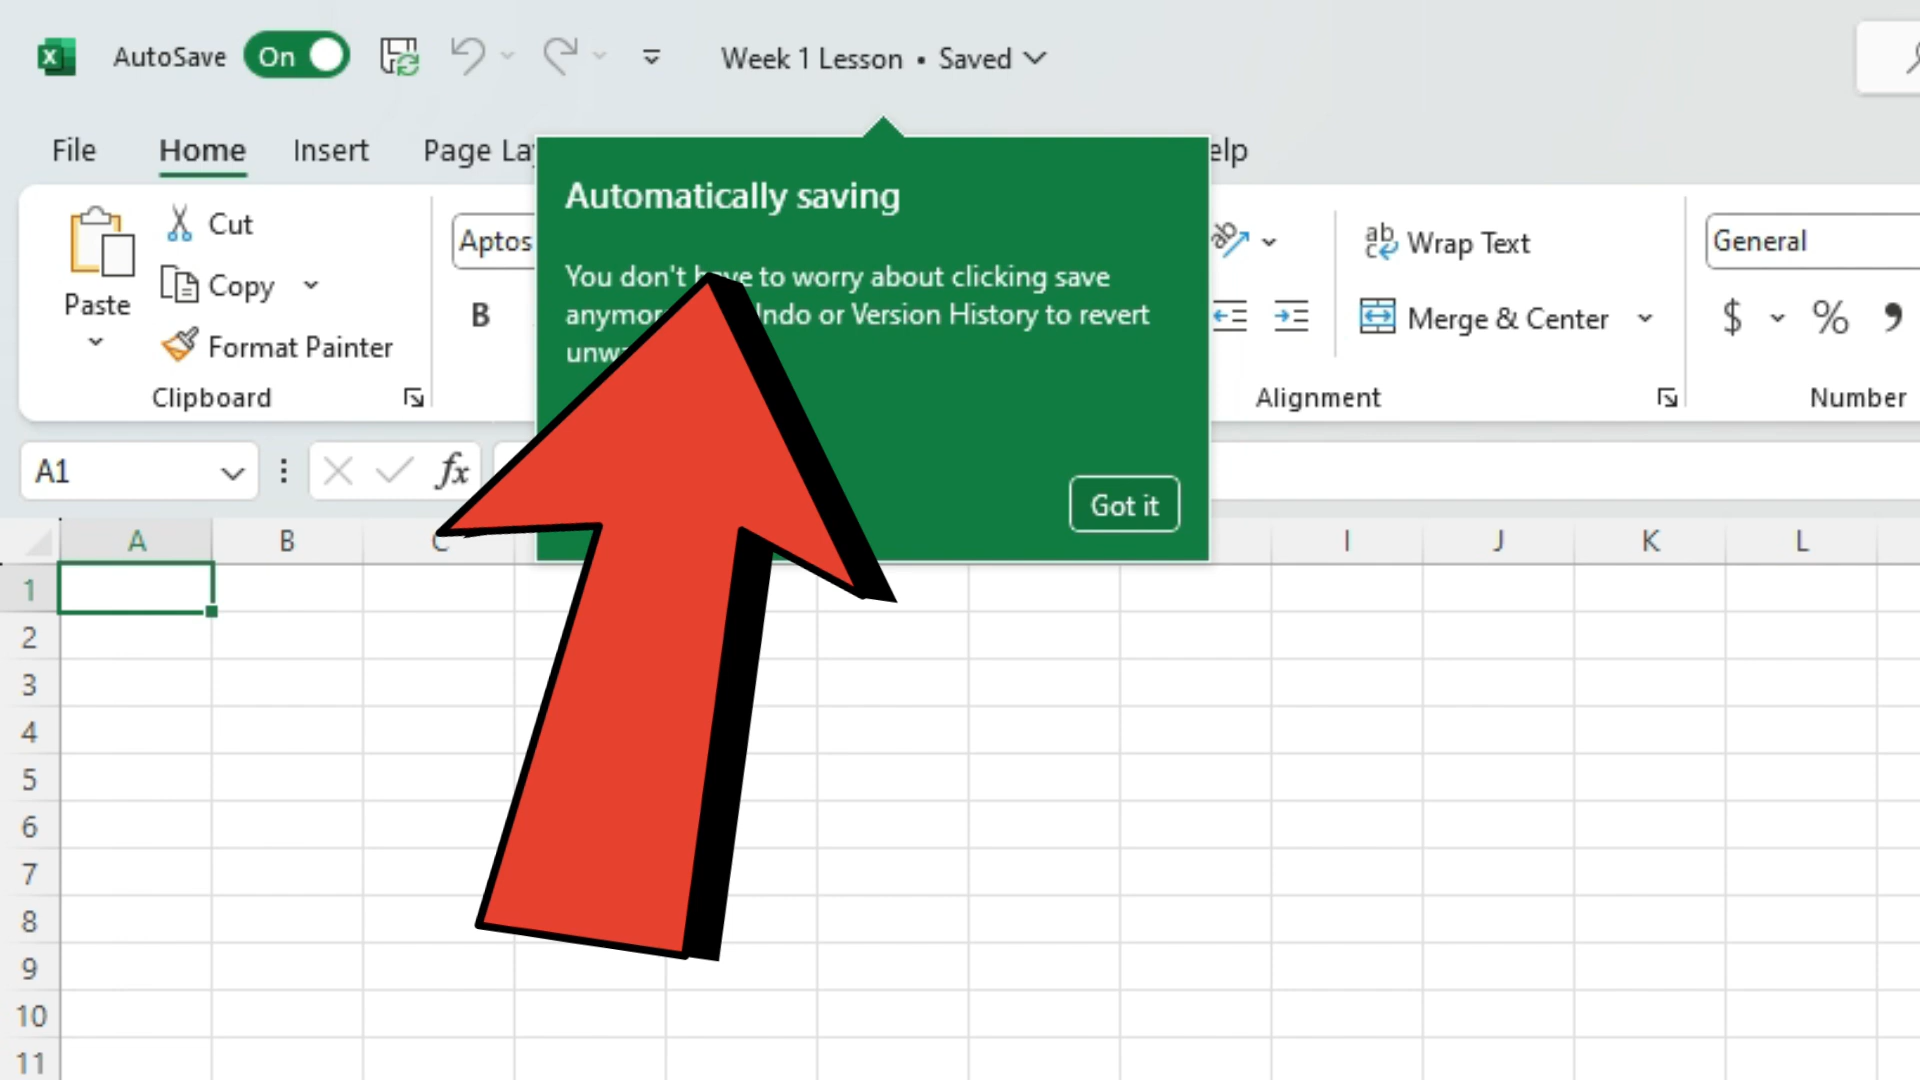 AutoSave On Week 1 Lesson • Saved
File Home Insert Page La elp
Automatically saving
You don't have to worry about clicking save
anymor ndo or Version History to revert
unw
Got it
Paste
Cut
Copy
Format Painter
Clipboard
Aptos
B
ab
Wrap Text
Merge & Center
Alignment
General
$ % ,
Number
A1
fx
A B C I J K L
1
2
3
4
5
6
7
8
9
10
11